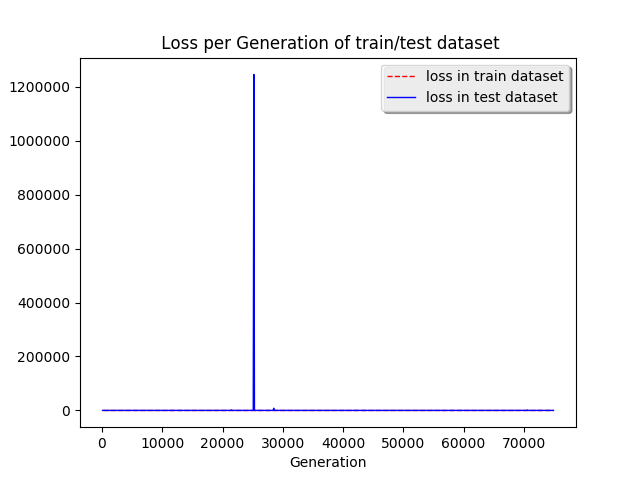 Loss per Generation of train/test dataset
loss in train dataset
loss in test dataset
1200000
1000000
800000
600000
400000
200000
0
0 10000 20000 30000 40000 50000 60000 70000
Generation